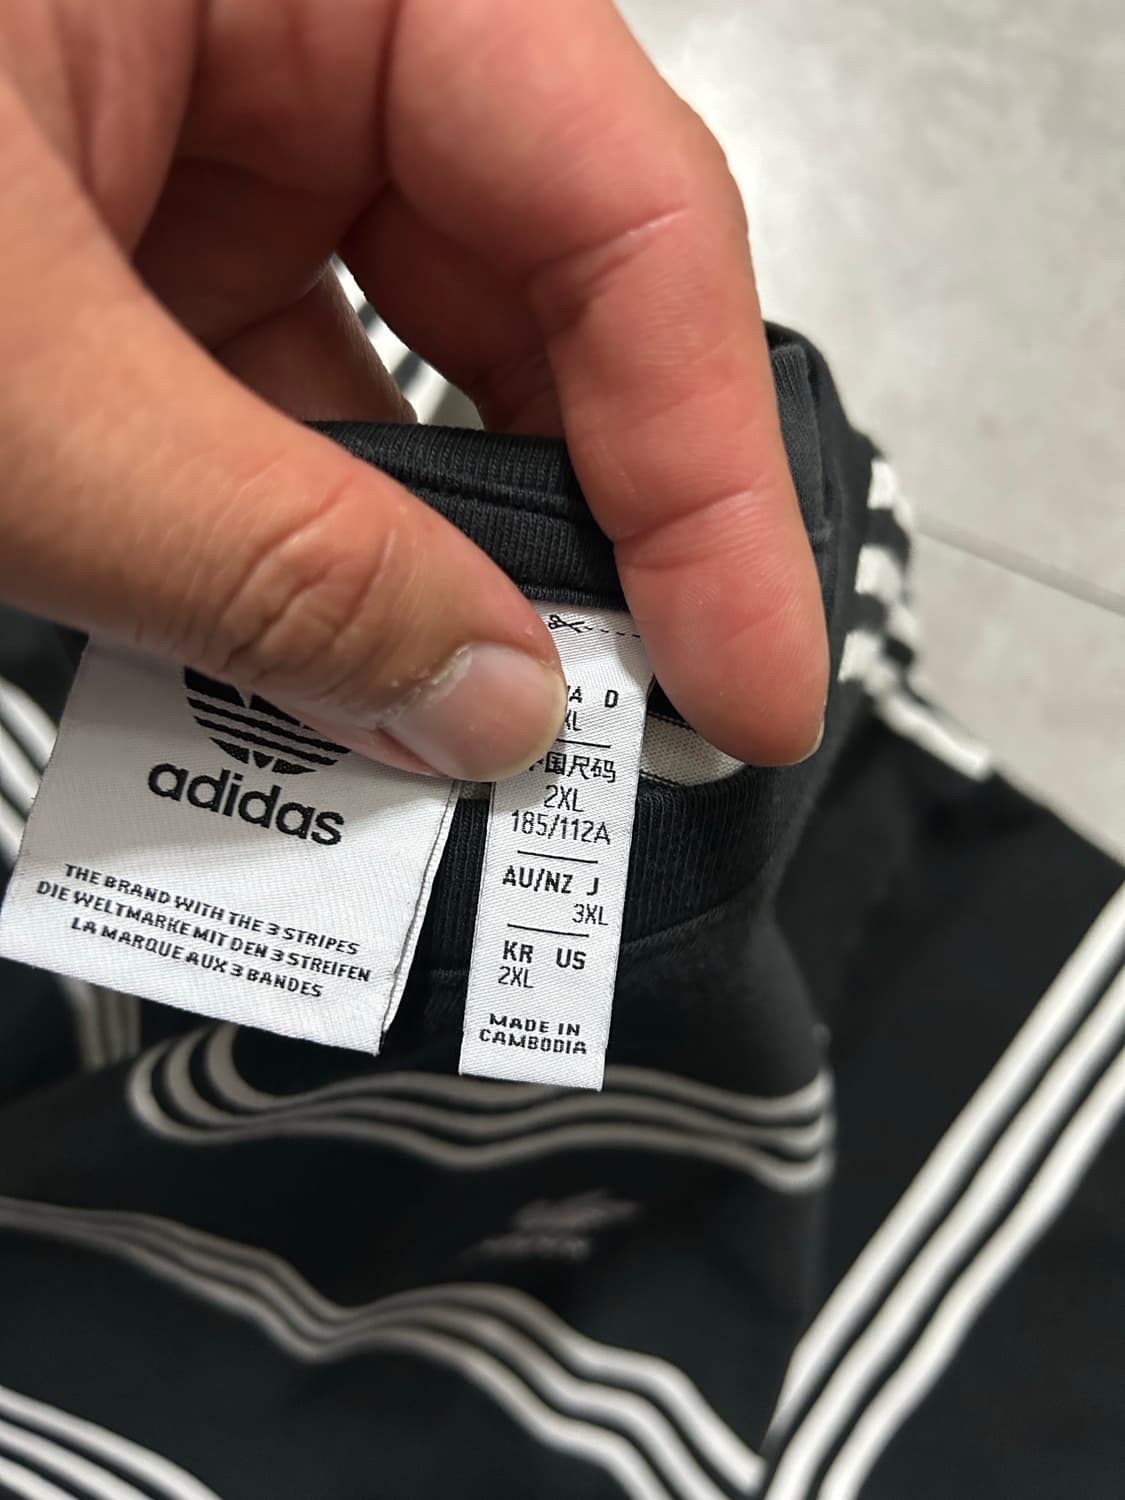 adidas
THE BRAND WITH THE 3 STRIPES
DIE WELTMARKE MIT DEN 3 STREIFEN
LA MARQUE AUX 3 BANDES
D
XL
国尺码
2XL
185/112A
AU/NZ J
3XL
KR US
2XL
MADE IN
CAMBODIA